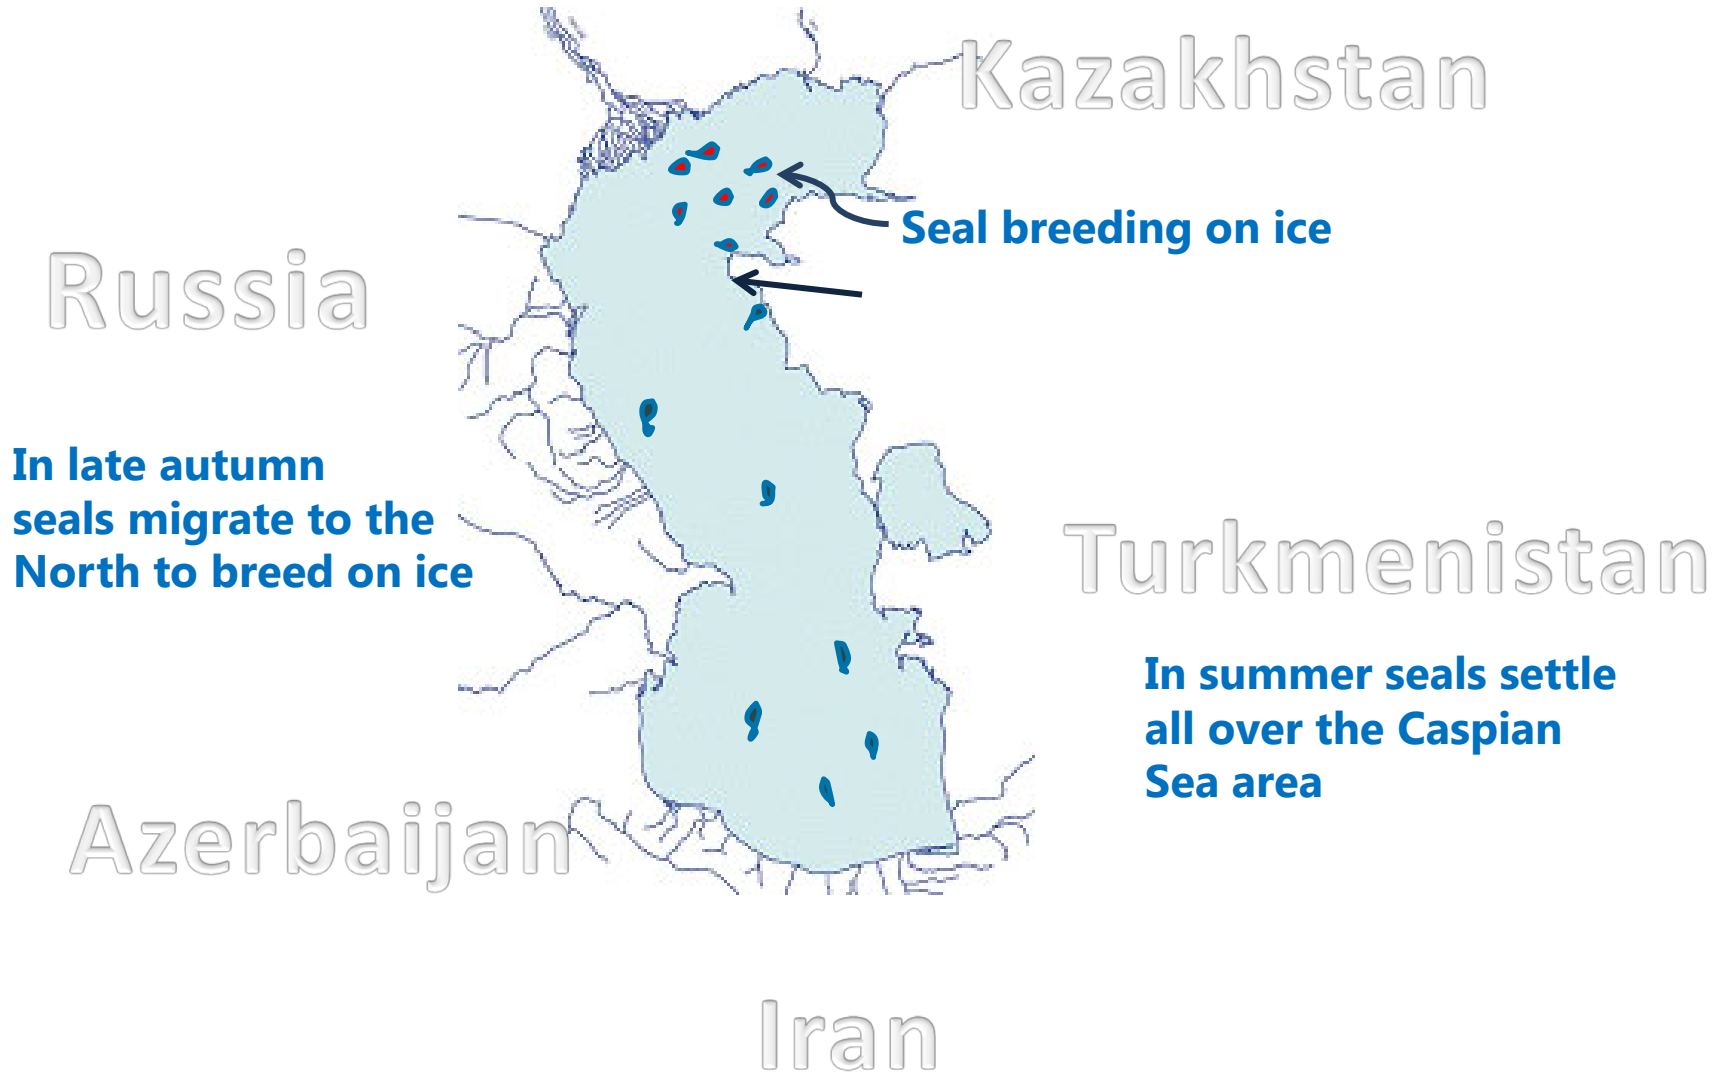 Kazakhstan
Seal breeding on ice
Russia
In late autumn
seals migrate to the
North to breed on ice
Turkmenistan
In summer seals settle
all over the Caspian
Sea area
Azerbaijan
Iran